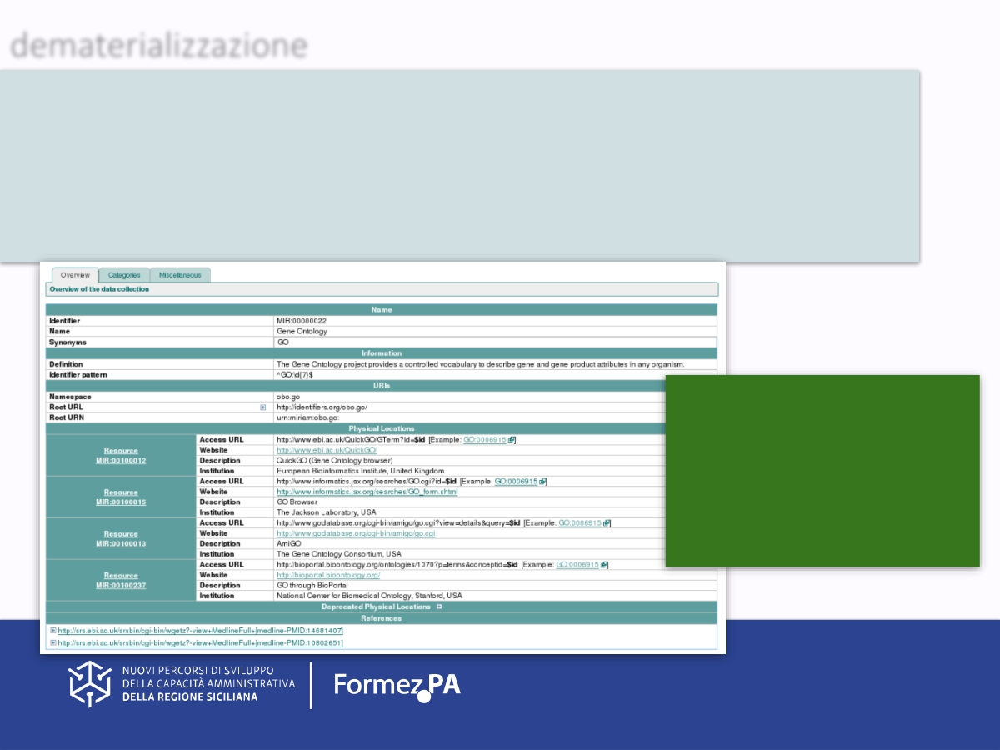 dematerializzazione
Overview Categories Miscellaneous
Overview of the data collection
Name
Identifier MIR:00000022
Name Gene Ontology
Synonyms GO
Information
Definition The Gene Ontology project provides a controlled vocabulary to describe gene and gene product attributes in any organism.
Identifier pattern ^GO:\d{7}$
URIs
Namespace obo.go
Root URL http://identifiers.org/obo.go/
Root URN urn:miriam:obo.go:
Physical Locations
Resource MIR:00100012
Access URL http://www.ebi.ac.uk/QuickGO/GTerm?id=$id [Example: GO:0006915]
Website http://www.ebi.ac.uk/QuickGO/
Description QuickGO (Gene Ontology browser)
Institution European Bioinformatics Institute, United Kingdom
Resource MIR:00100015
Access URL http://www.informatics.jax.org/searches/GO.cgi?id=$id [Example: GO:0006915]
Website http://www.informatics.jax.org/searches/GO_form.shtml
Description GO Browser
Institution The Jackson Laboratory, USA
Resource MIR:00100013
Access URL http://www.godatabase.org/cgi-bin/amigo/go.cgi?view=details&query=$id [Example: GO:0006915]
Website http://www.godatabase.org/cgi-bin/amigo/go.cgi
Description AmiGO
Institution The Gene Ontology Consortium, USA
Resource MIR:00100237
Access URL http://bioportal.bioontology.org/ontologies/1070?p=terms&conceptid=$id [Example: GO:0006915]
Website http://bioportal.bioontology.org/
Description GO through BioPortal
Institution National Center for Biomedical Ontology, Stanford, USA
Deprecated Physical Locations
References
http://srs.ebi.ac.uk/srsbin/cgi-bin/wgetz?-view+MedlineFull+[medline-PMID:14681407]
http://srs.ebi.ac.uk/srsbin/cgi-bin/wgetz?-view+MedlineFull+[medline-PMID:10802651]
NUOVI PERCORSI DI SVILUPPO
DELLA CAPACITÀ AMMINISTRATIVA
DELLA REGIONE SICILIANA
Formez PA